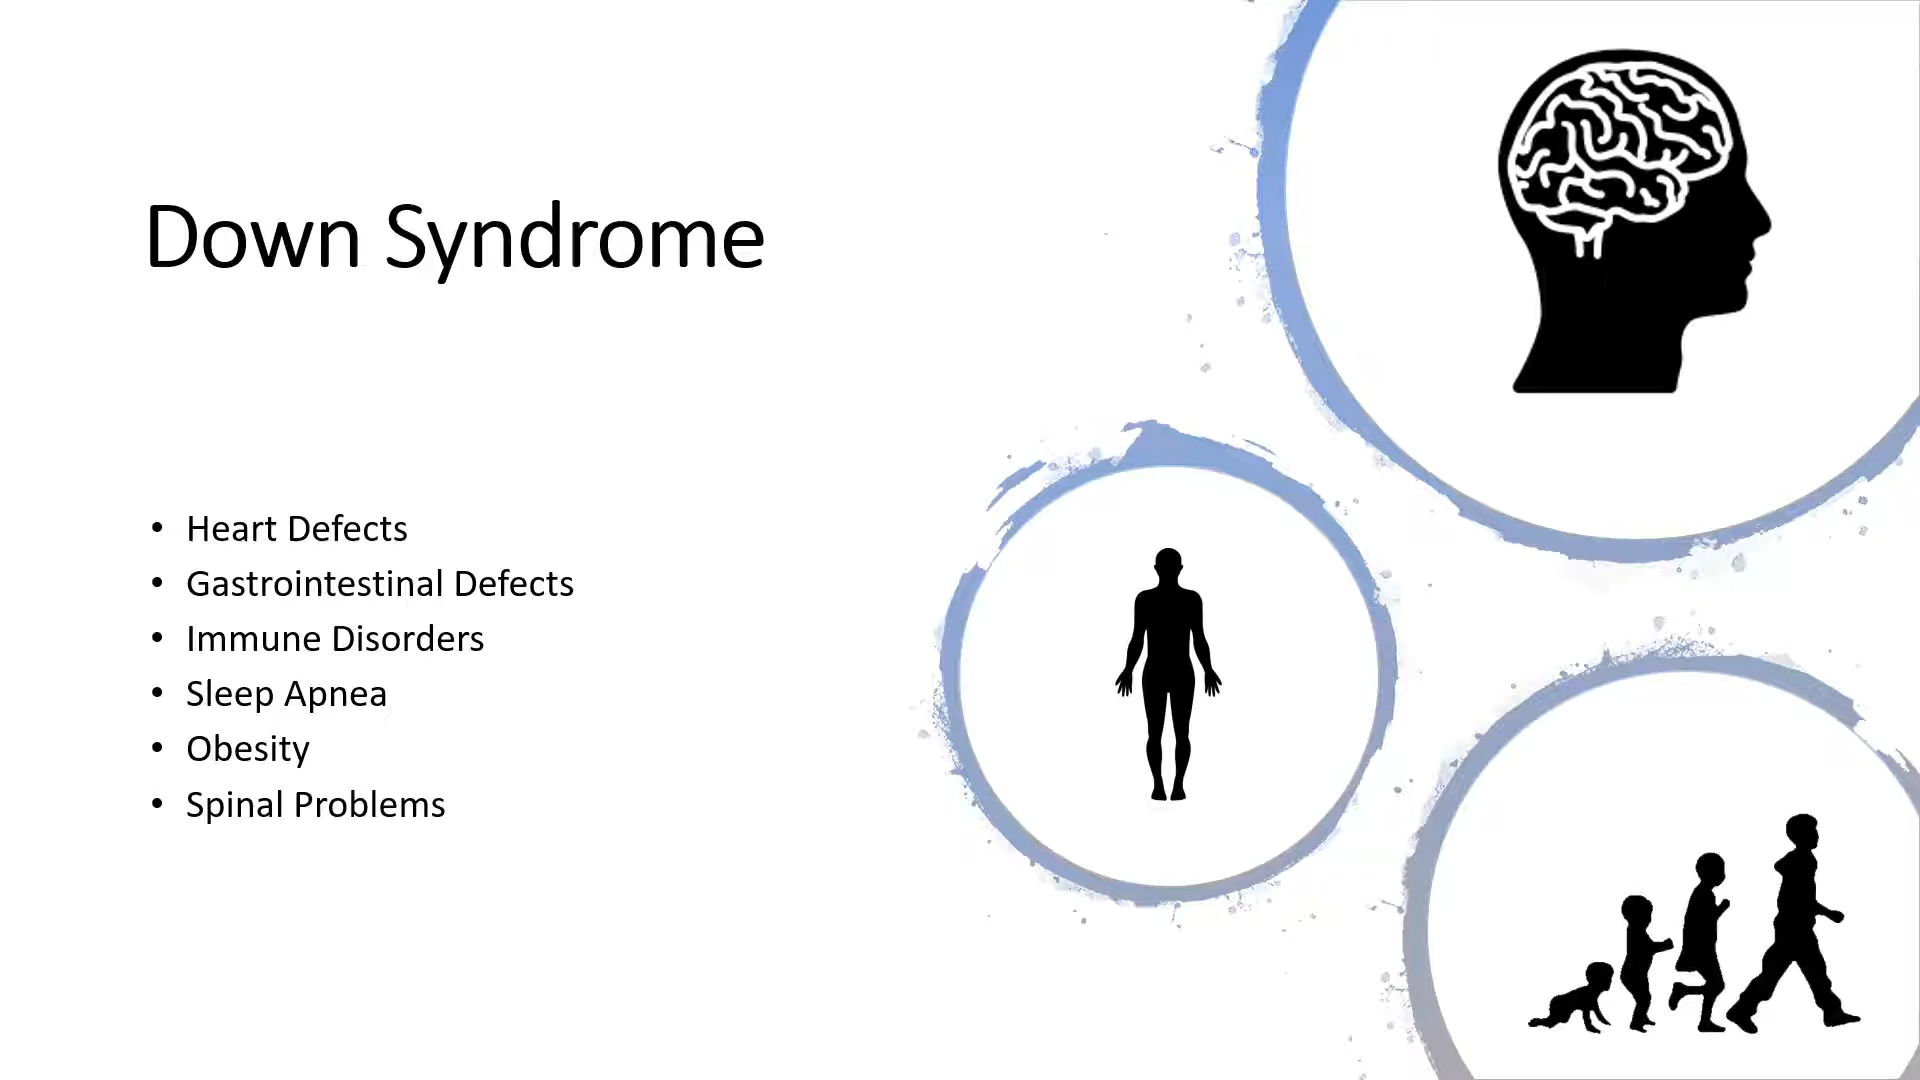 Down Syndrome
• Heart Defects
• Gastrointestinal Defects
• Immune Disorders
• Sleep Apnea
• Obesity
• Spinal Problems